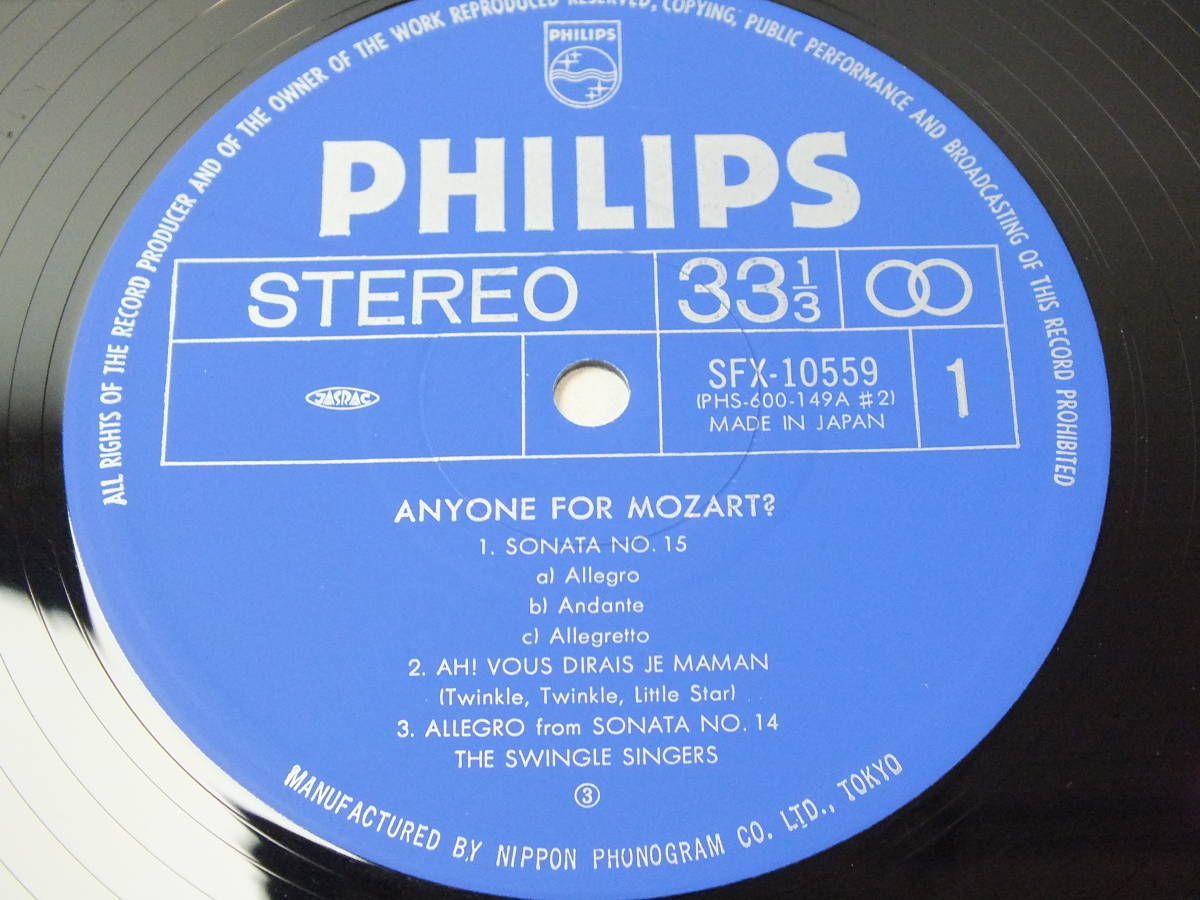 ALL RIGHTS OF THE RECORD PRODUCER AND OF THE OWNER OF THE WORK REPRODUCED RESERVED, COPYING, PUBLIC PERFORMANCE AND BROADCASTING OF THIS RECORD PROHIBITED
PHILIPS
PHILIPS
STEREO
33 1/3
JASRAC
SFX-10559
(PHS-600-149A #2)
MADE IN JAPAN
1
ANYONE FOR MOZART?
1. SONATA NO. 15
a) Allegro
b) Andante
c) Allegretto
2. AH! VOUS DIRAIS JE MAMAN
(Twinkle, Twinkle, Little Star)
3. ALLEGRO from SONATA NO. 14
THE SWINGLE SINGERS
③
MANUFACTURED BY NIPPON PHONOGRAM CO. LTD., TOKYO